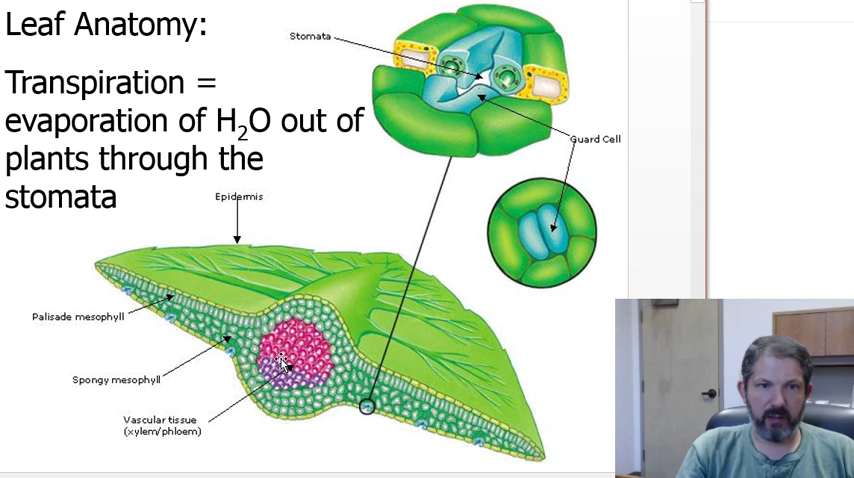 Leaf Anatomy:
Transpiration =
evaporation of H₂O out of
plants through the
stomata
Stomata
Guard Cell
Epidermis
Palisade mesophyll
Spongy mesophyll
Vascular tissue
(xylem/phloem)